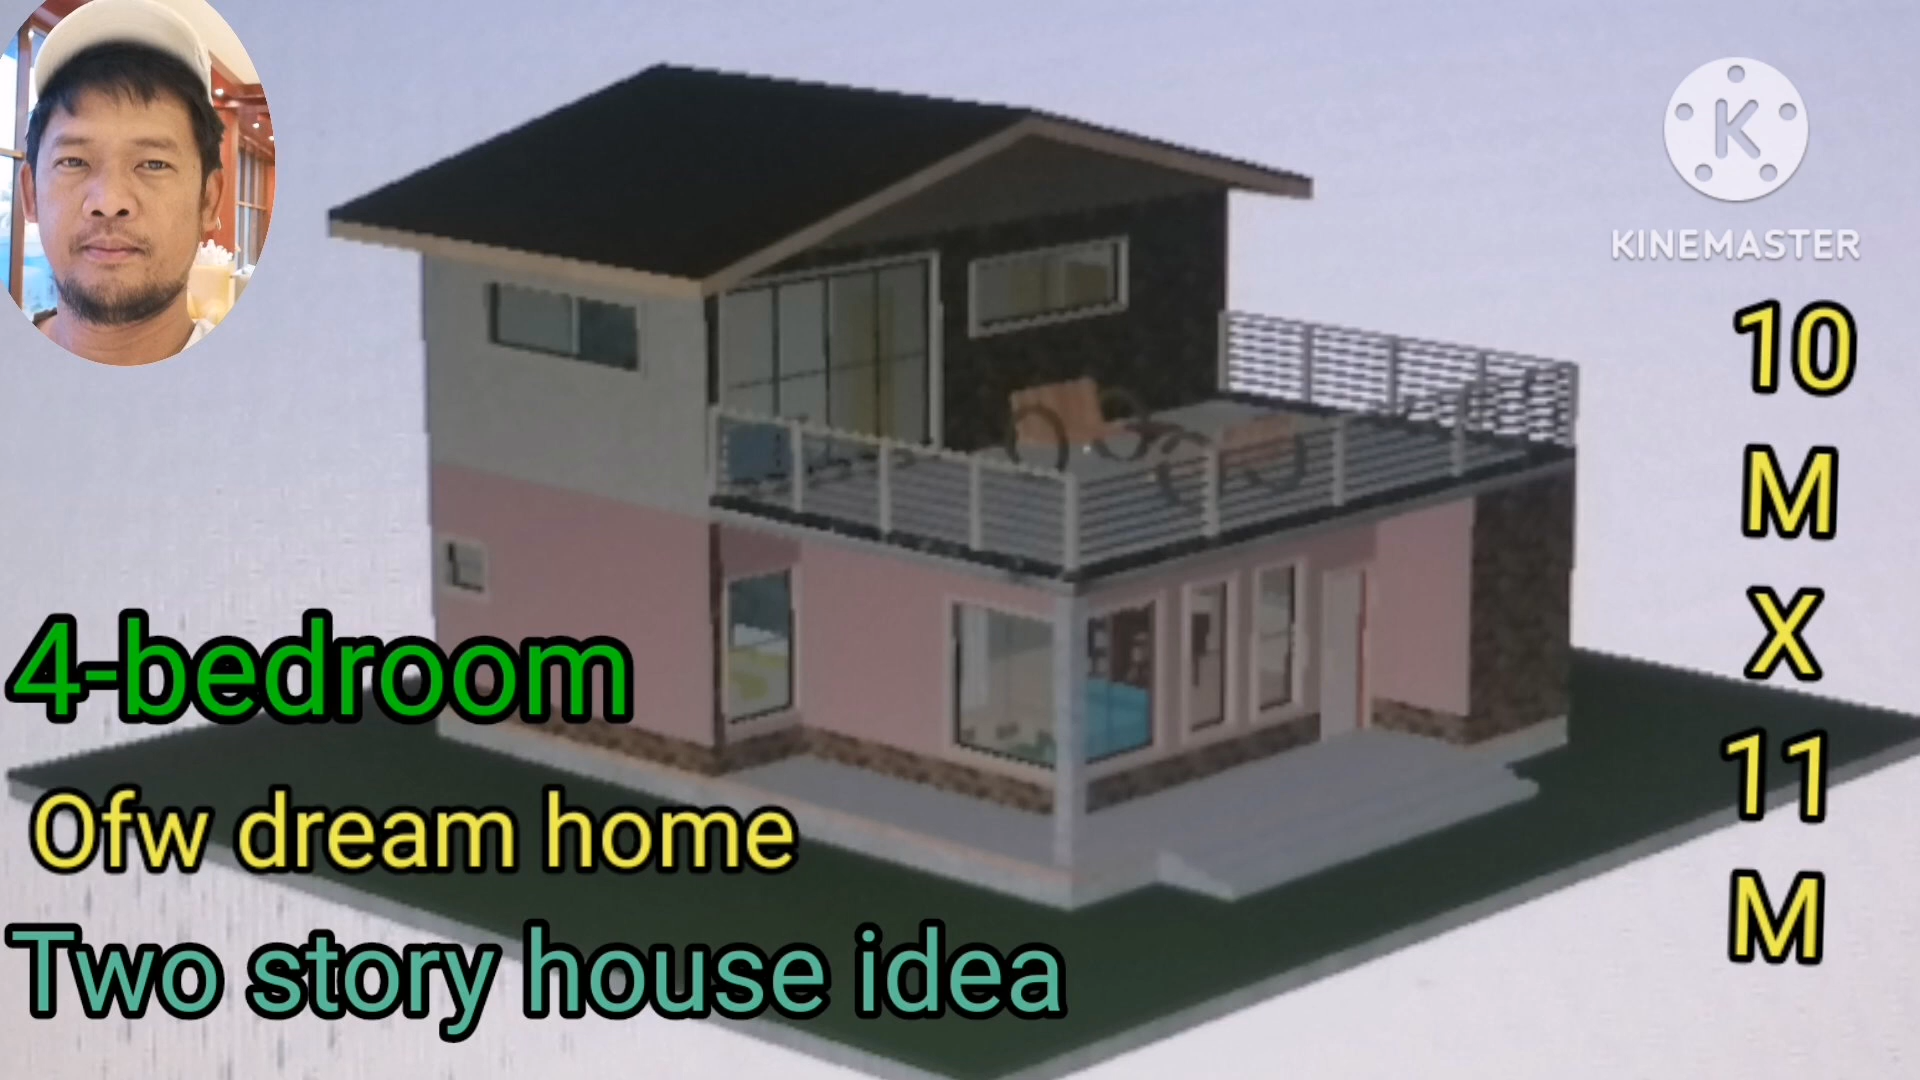 K
KINEMASTER
10
M
X
11
M
4-bedroom
Ofw dream home
Two story house idea